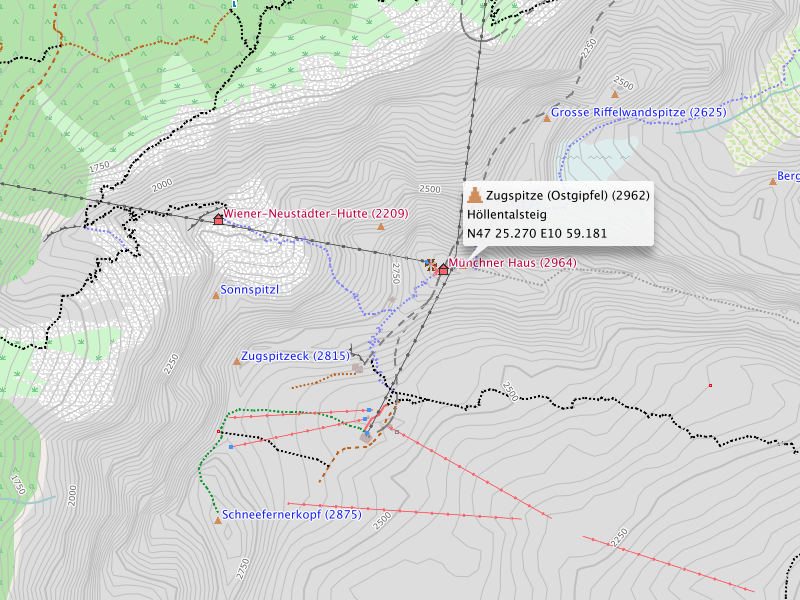 2250
2500
Grosse Riffelwandspitze (2625)
1750
2000
2500
Berg
Zugspitze (Ostgipfel) (2962)
Höllentalsteig
N47 25.270 E10 59.181
Wiener-Neustädter-Hütte (2209)
Münchner Haus (2964)
2750
Sonnspitzl
Zugspitzeck (2815)
2250
2500
1750
2000
Schneefernerkopf (2875)
2500
2250
2750